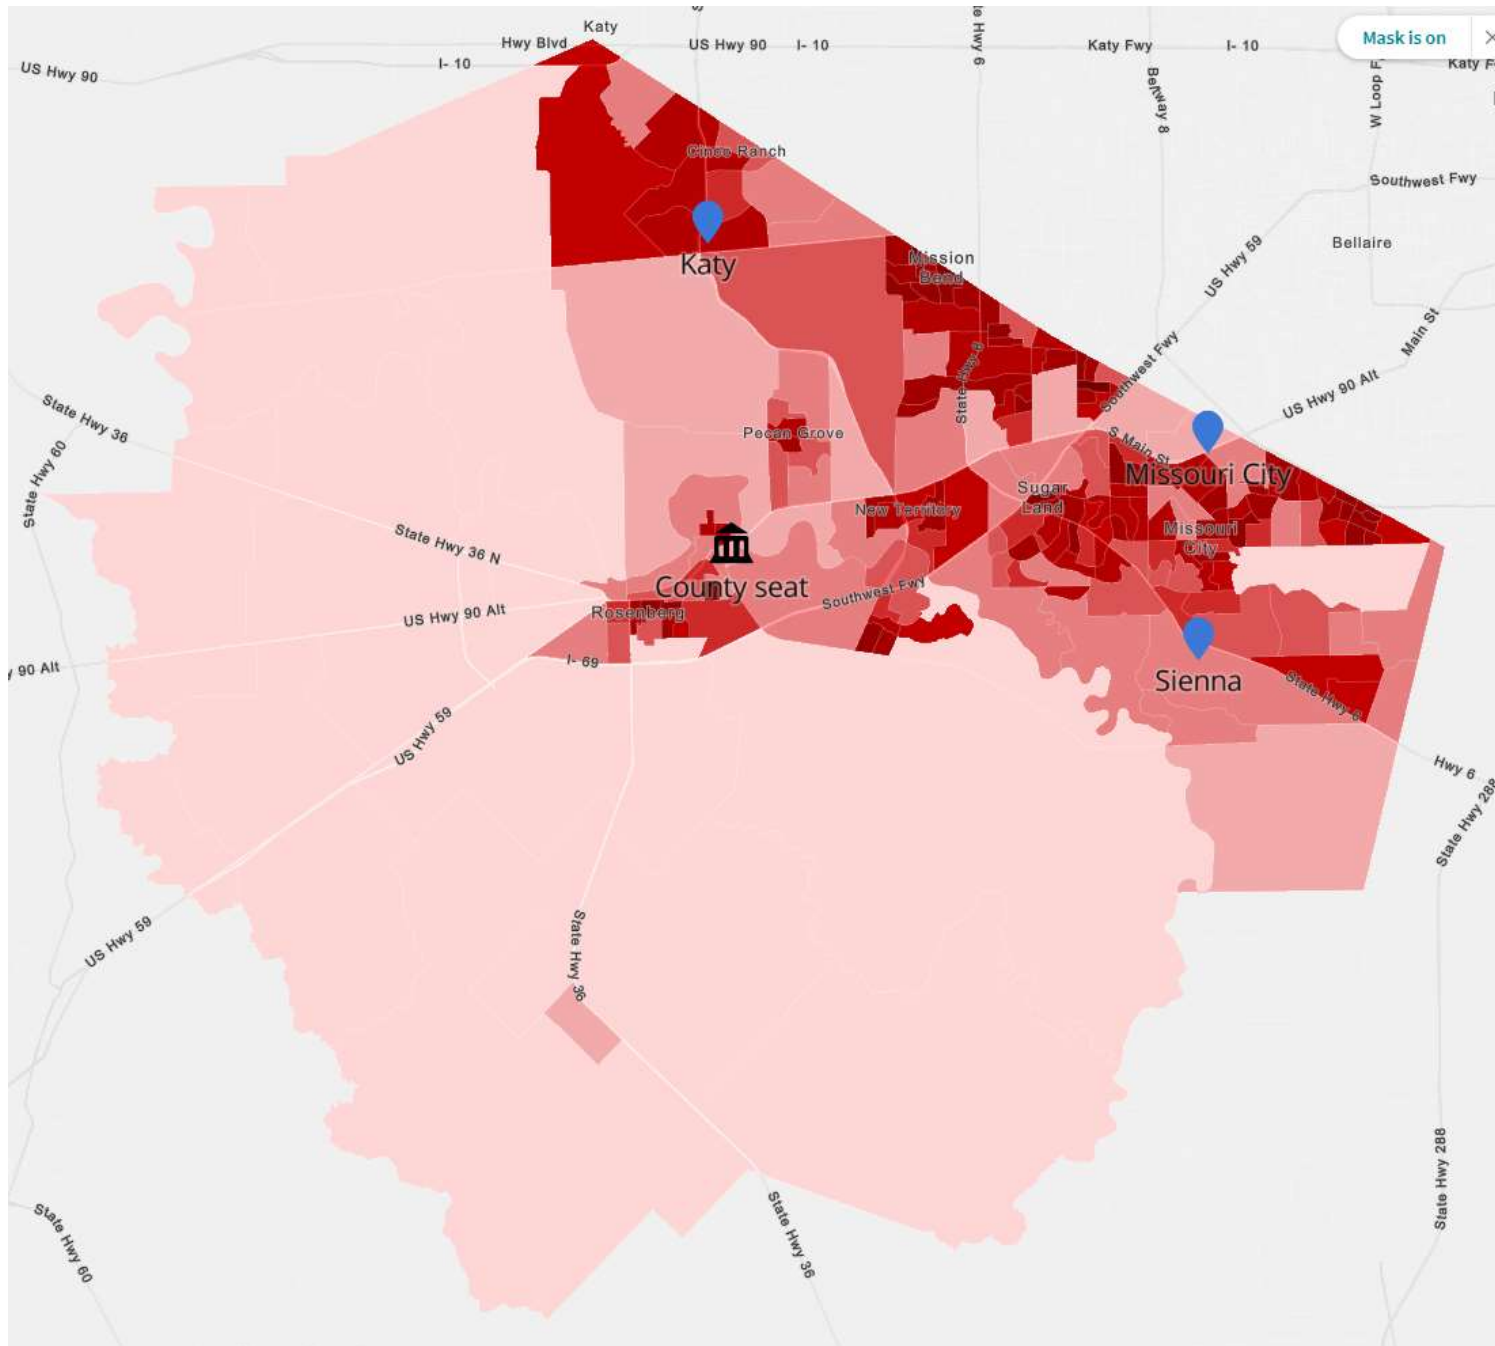 Katy
Hwy Blvd
US Hwy 90
I- 10
Katy Fwy
I- 10
Mask is on
US Hwy 90
I- 10
Katy F
te Hwy 6
Beltway 8
W Loop F
Cinco Ranch
Southwest Fwy
Katy
Mission
Bend
US Hwy 59
Bellaire
Main St
State Hwy 6
Southwest Fwy
US Hwy 90 Alt
State Hwy 36
State Hwy 60
Pecan Grove
S Main St
Missouri City
Sugar
Land
New Territory
Missouri
City
State Hwy 36 N
County seat
Southwest Fwy
US Hwy 90 Alt
Rosenberg
I- 69
y 90 Alt
Sienna
State Hwy 6
US Hwy 59
Hwy 6
State Hwy 288
US Hwy 59
State Hwy 36
State Hwy 288
State Hwy 60
State Hwy 36